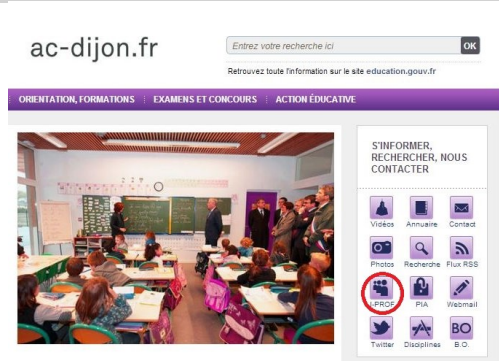 ac-dijon.fr
Entrez votre recherche ici
OK
Retrouvez toute l'information sur le site education.gouv.fr
ORIENTATION, FORMATIONS
EXAMENS ET CONCOURS
ACTION ÉDUCATIVE
S'INFORMER,
RECHERCHER, NOUS
CONTACTER
Vidéos Annuaire Contact
Photos Recherche Flux RSS
I-PROF PIA Webmail
BO
Twitter Disciplines B.O.